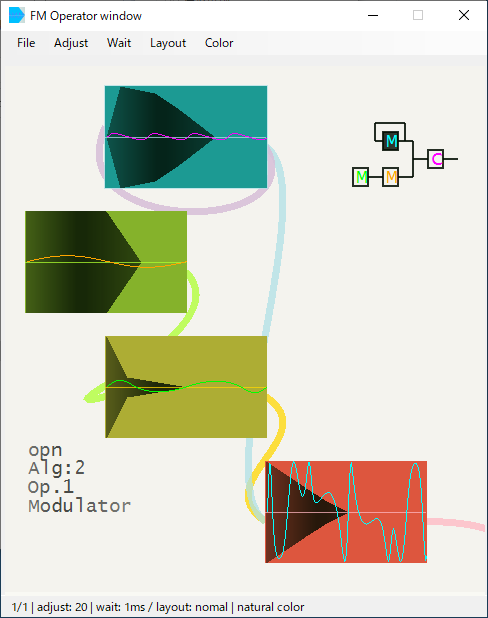 FM Operator window
File Adjust Wait Layout Color
M
M M C
opn
Alg:2
Op.1
Modulator
1/1 | adjust: 20 | wait: 1ms / layout: nomal | natural color